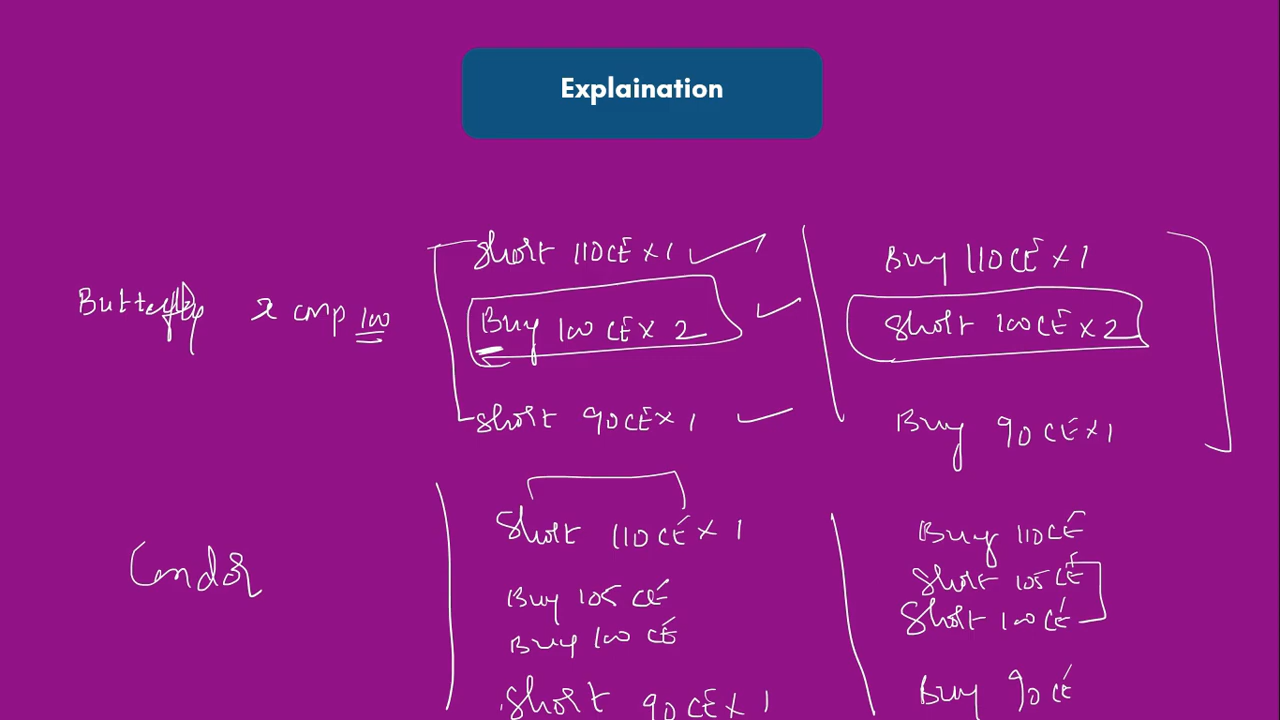 Explaination
Butterfly x cmp 100
Short 110CE x 1
Buy 100 CE x 2
Short 90CE x 1
Buy 110CE x 1
Short 100CE x 2
Buy 90CE x 1
Condor
Short 110CE x 1
Buy 105 CE
Buy 100 CE
Short 90CE x 1
Buy 110CE
Short 105 CE
Short 100 CE
Buy 90 CE